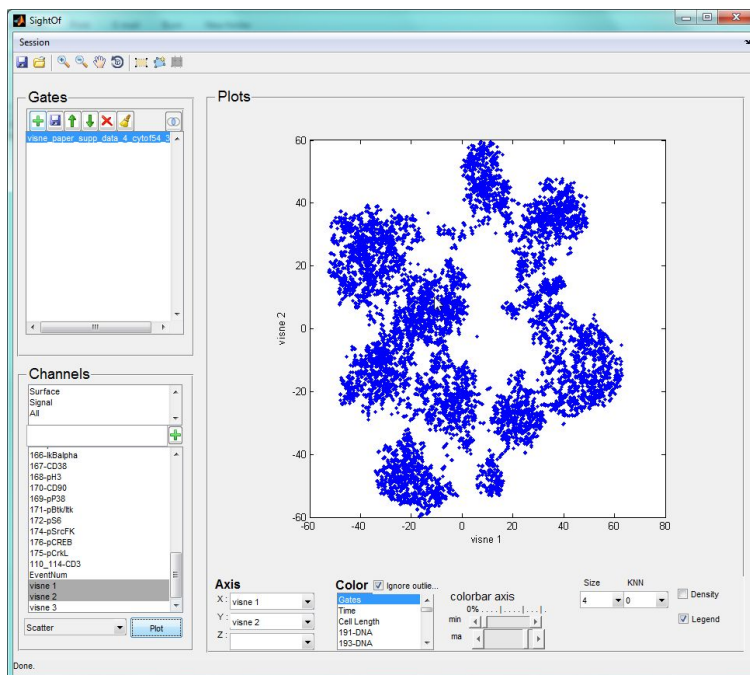 SightOf
Session
Gates
visne_paper_supp_data_4_cytof54_3
Channels
Surface
Signal
All
166-IkBalpha
167-CD38
168-pH3
170-CD90
169-pP38
171-pBtk/Itk
172-pS6
174-pSrcFK
176-pCREB
175-pCrkL
110_114-CD3
EventNum
visne 1
visne 2
visne 3
Scatter
Plot
Done.
Plots
60
40
20
0
-20
-40
-60
visne 2
-60 -40 -20 0 20 40 60 80
visne 1
Axis
X : visne 1
Y : visne 2
Z :
Color Ignore outlie...
Gates
Time
Cell Length
191-DNA
193-DNA
colorbar axis
0%
min
ma
Size KNN
4 0
Density
Legend